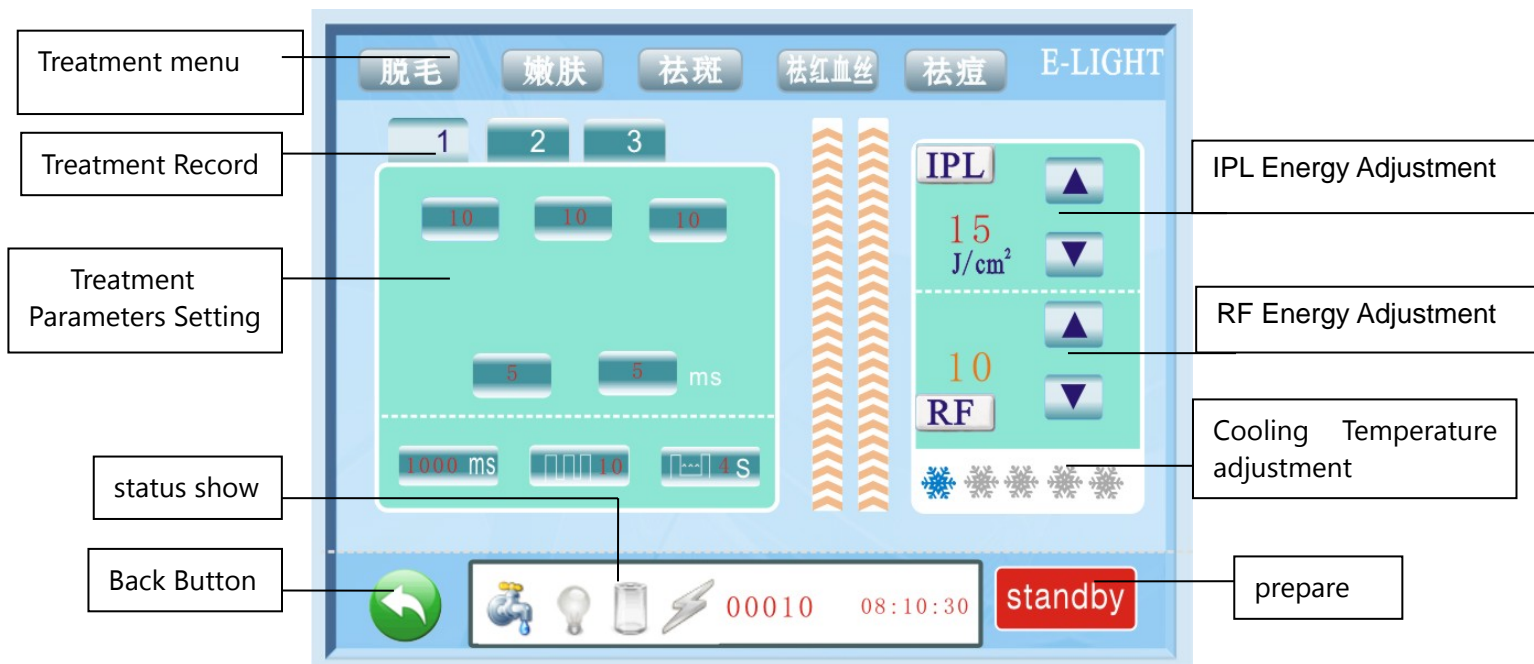 Treatment menu
脱毛
嫩肤
祛斑
祛红血丝
祛痘
E-LIGHT
1
2
3
Treatment Record
IPL
IPL Energy Adjustment
10
10
10
15
J/cm²
Treatment
Parameters Setting
RF Energy Adjustment
5
5 ms
10
RF
Cooling Temperature
adjustment
1000 ms
10
4 S
status show
Back Button
00010
08:10:30
standby
prepare